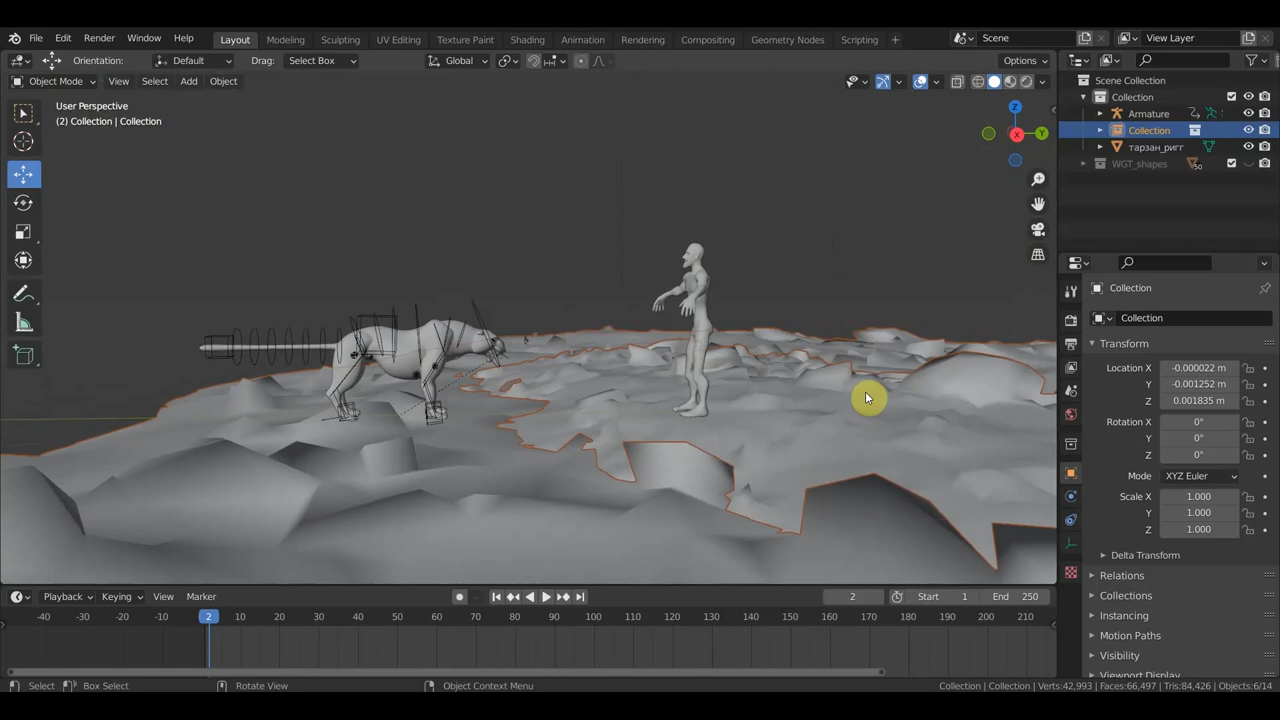 File Edit Render Window Help Layout Modeling Sculpting UV Editing Texture Paint Shading Animation Rendering Compositing Geometry Nodes Scripting + Scene View Layer
Orientation: Default Drag: Select Box Global Options
Object Mode View Select Add Object
Scene Collection
Collection
User Perspective
(2) Collection | Collection
Armature
Collection
тарзан_ригг
WGT_shapes
50
Z
X
Y
Collection
Collection
Transform
Location X -0.000022 m
Y -0.001252 m
Z 0.001835 m
Rotation X 0°
Y 0°
Z 0°
Mode XYZ Euler
Scale X 1.000
Y 1.000
Z 1.000
Delta Transform
Relations
Collections
Instancing
Motion Paths
Visibility
Viewport Display
Playback Keying View Marker 2 Start 1 End 250
-40 -30 -20 -10 2 10 20 30 40 50 60 70 80 90 100 110 120 130 140 150 160 170 180 190 200 210
Select Box Select Rotate View Object Context Menu Collection | Collection | Verts:42,993 | Faces:66,497 | Tris:84,426 | Objects:6/14